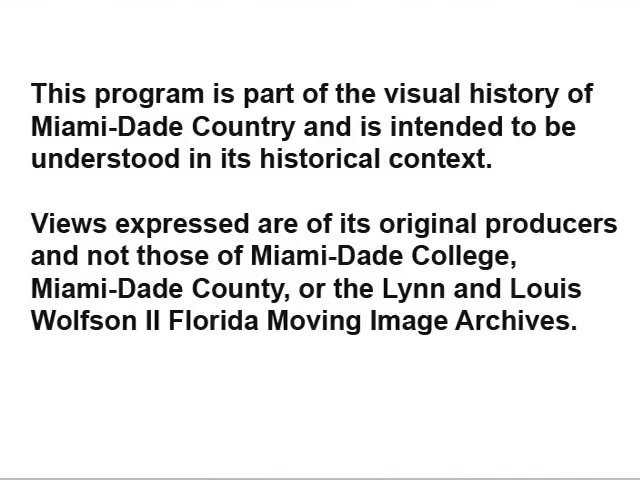 This program is part of the visual history of
Miami-Dade Country and is intended to be
understood in its historical context.
Views expressed are of its original producers
and not those of Miami-Dade College,
Miami-Dade County, or the Lynn and Louis
Wolfson II Florida Moving Image Archives.